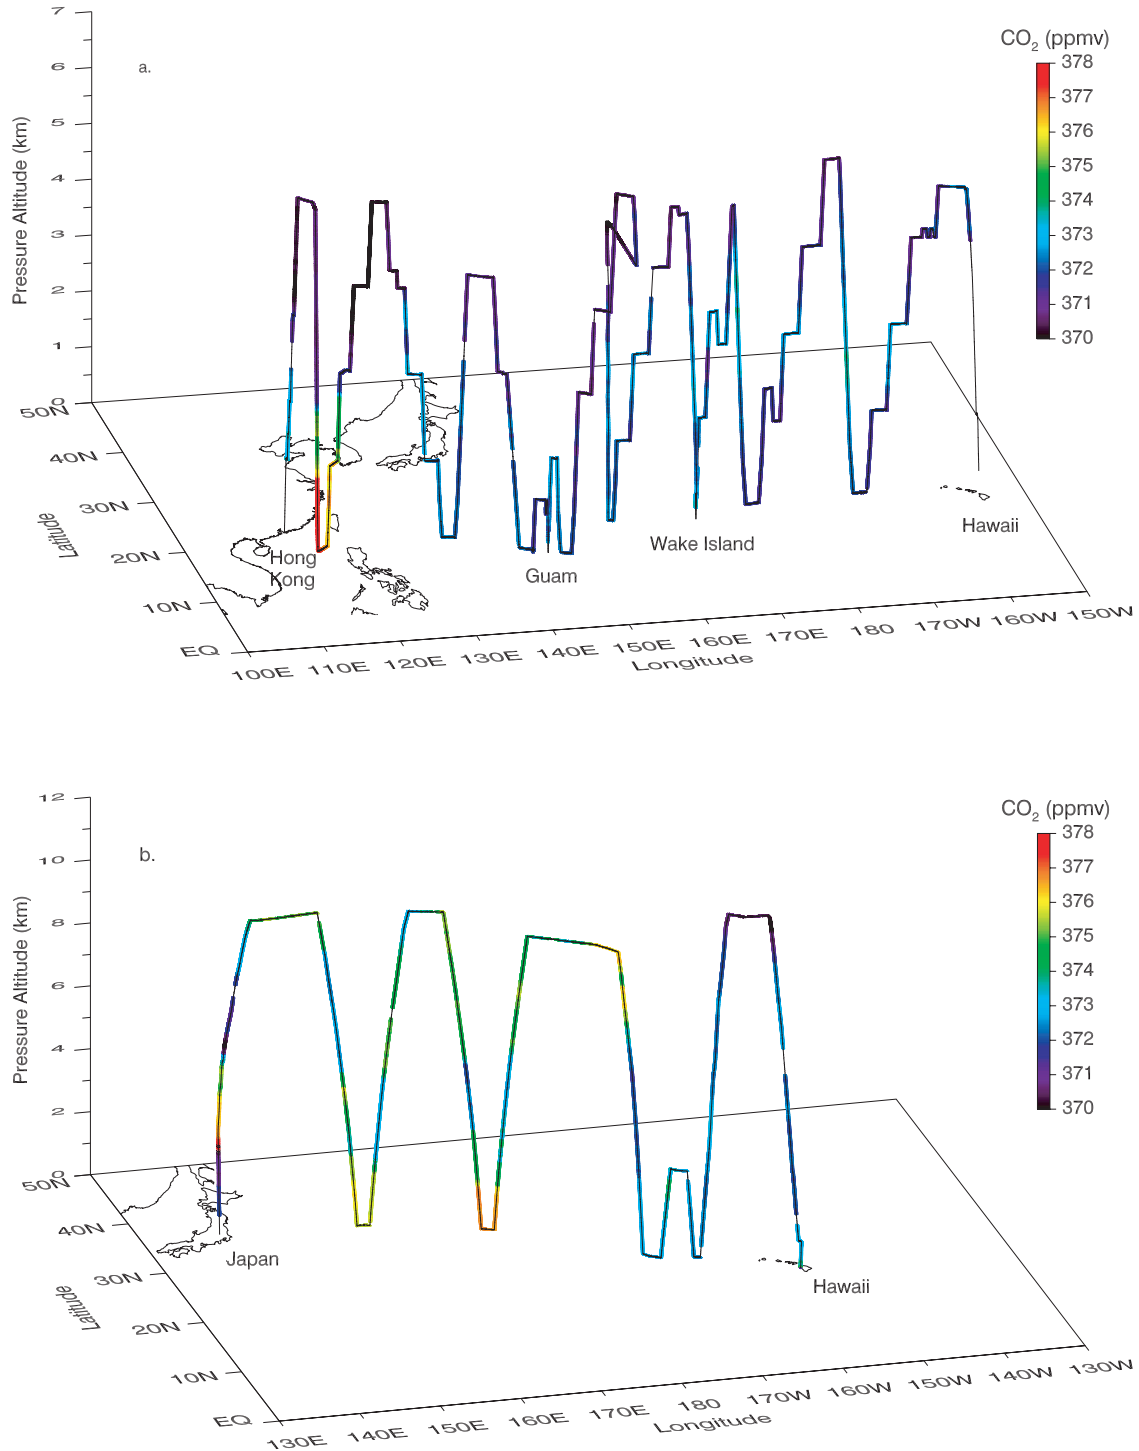 7
6
5
4
3
2
1
0
Pressure Altitude (km)
a.
CO2 (ppmv)
378
377
376
375
374
373
372
371
370
50N
40N
30N
20N
10N
EQ
Latitude
Hong
Kong
Guam
Wake Island
Hawaii
100E 110E 120E 130E 140E 150E 160E 170E 180 170W 160W 150W
Longitude
12
10
8
6
4
2
0
Pressure Altitude (km)
b.
CO2 (ppmv)
378
377
376
375
374
373
372
371
370
50N
40N
30N
20N
10N
EQ
Latitude
Japan
Hawaii
130E 140E 150E 160E 170E 180 170W 160W 150W 140W 130W
Longitude